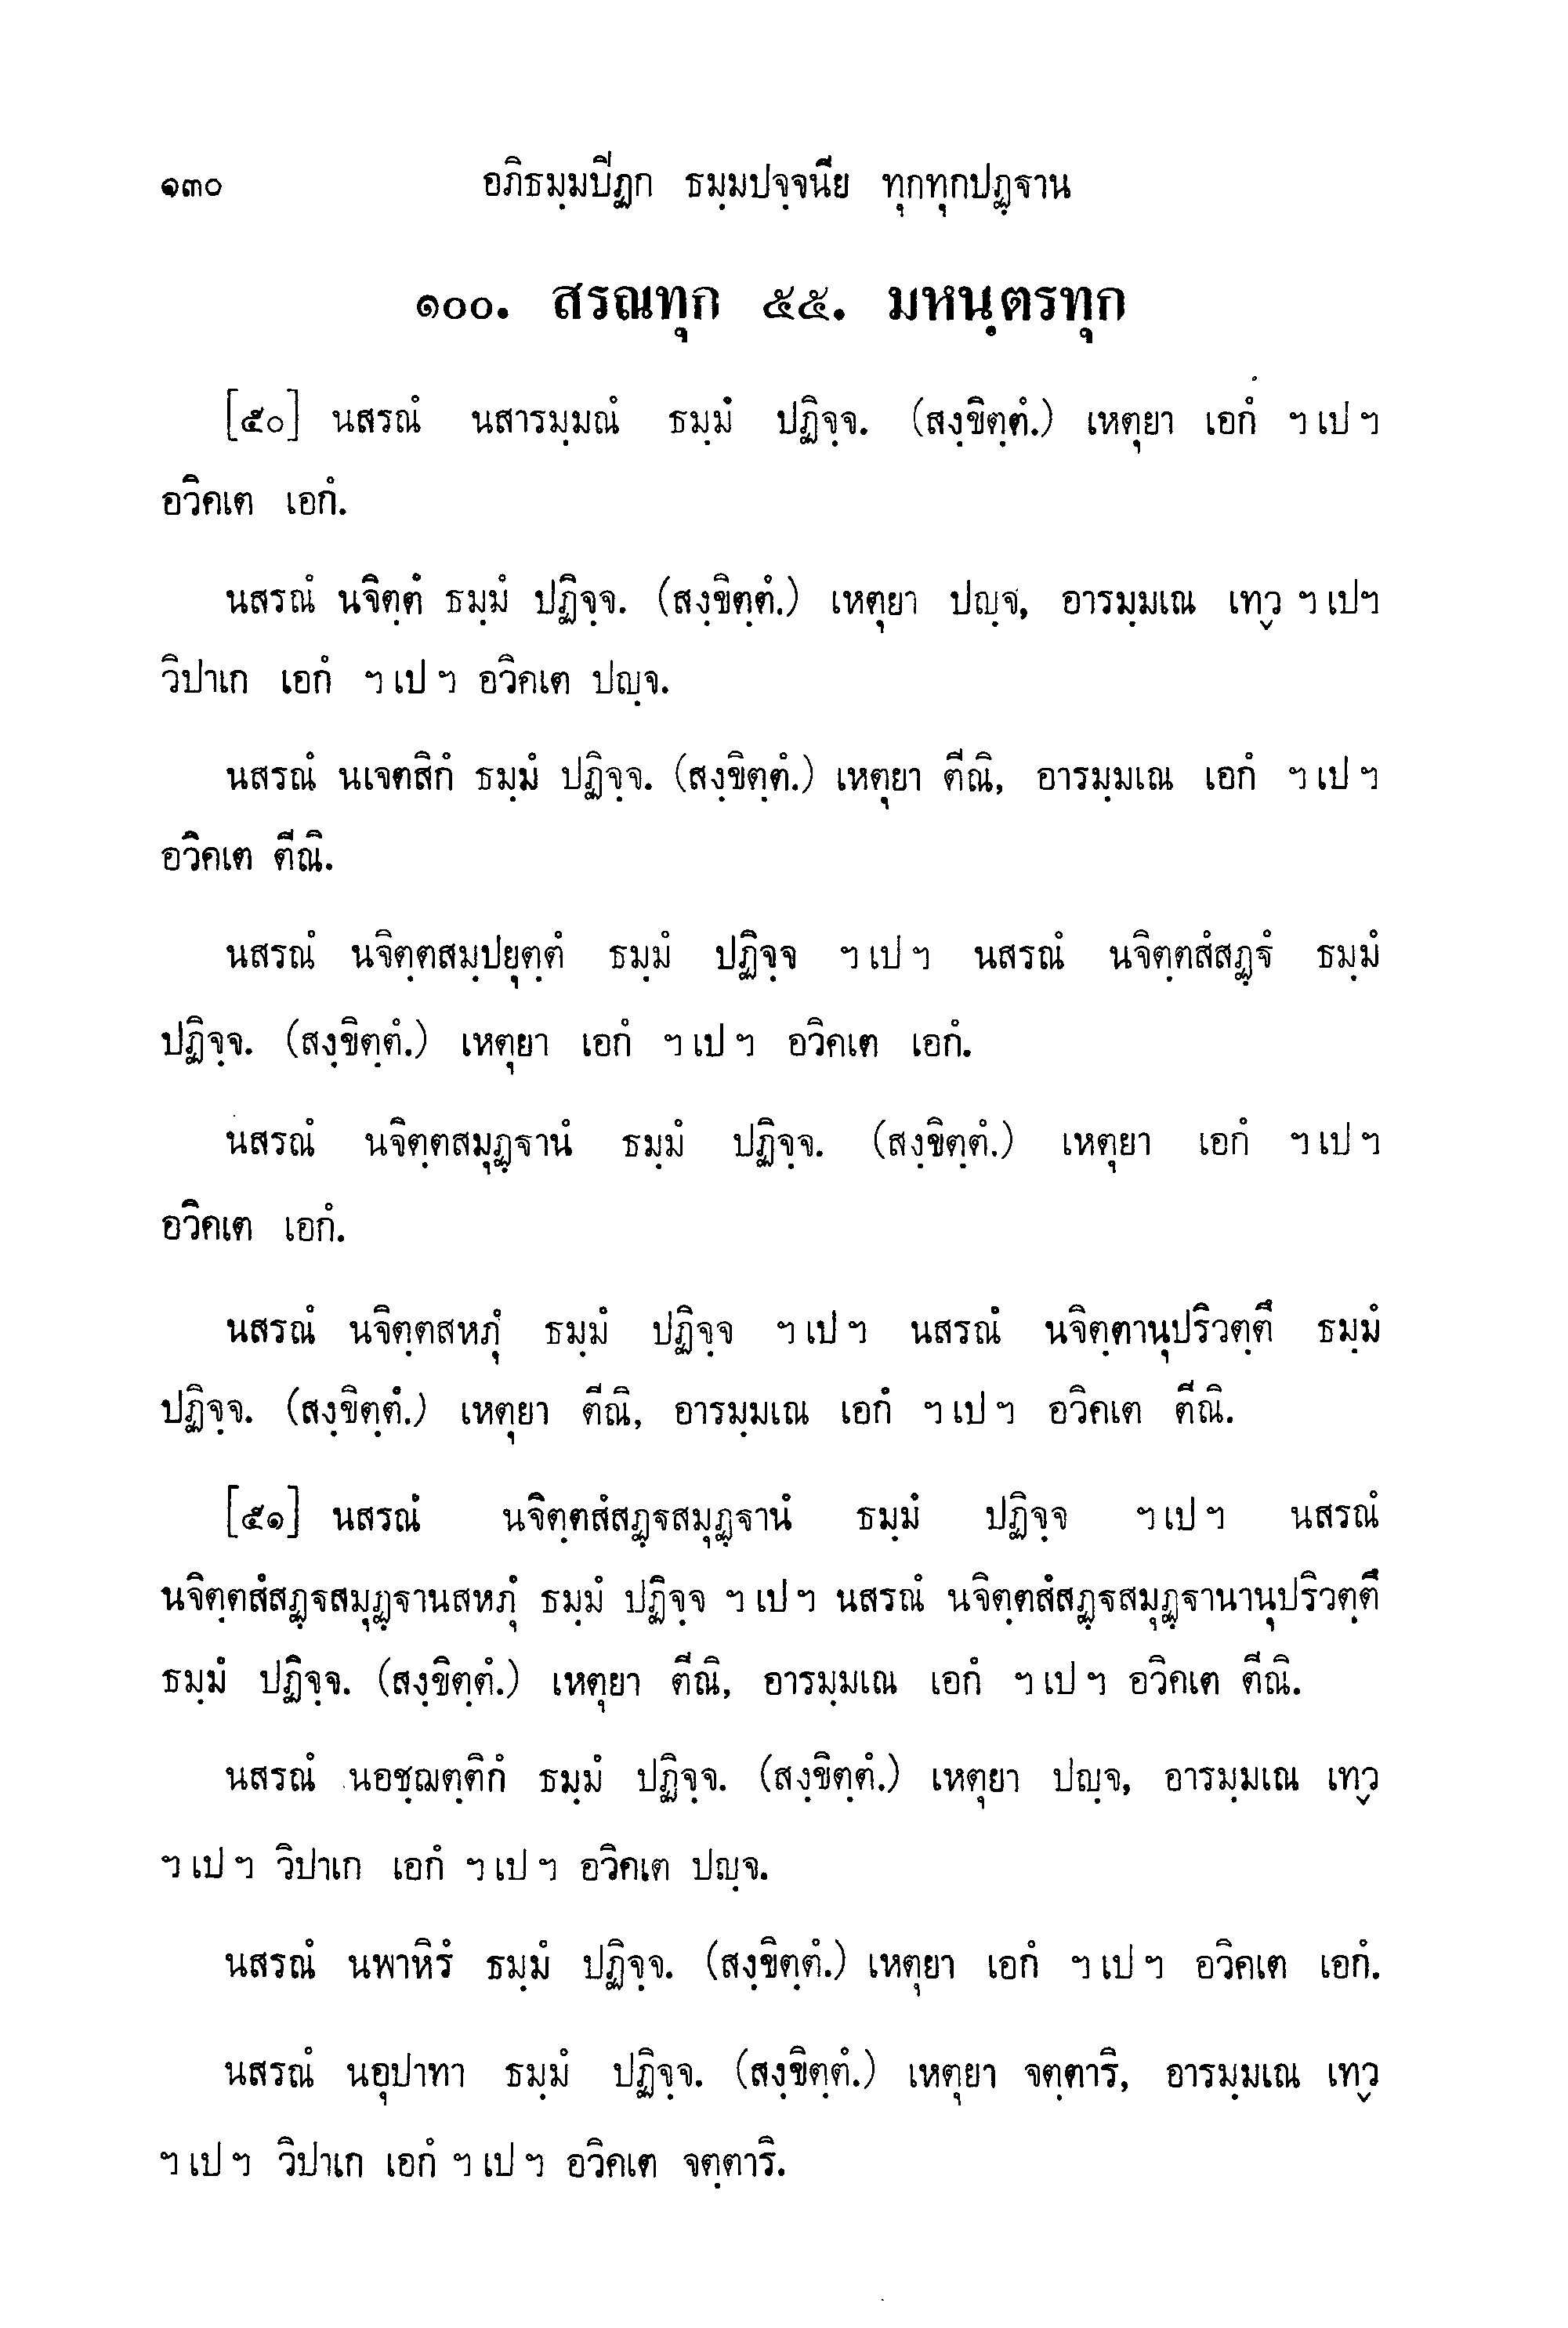 ๑๓๐ อภิธมฺมปิฏก ธมฺมปจฺจนีย ทุกทุกปฏฺฐาน
๑๐๐. สรณทุก ๕๕. มหนฺตรทุก
[๕๐] นสรณํ นสารมฺมณํ ธมฺมํ ปฏิจฺจ. (สงฺขิตฺตํ.) เหตุยา เอกํ ฯ เป ฯ
อวิคเต เอกํ.
นสรณํ นจิตฺตํ ธมฺมํ ปฏิจฺจ. (สงฺขิตฺตํ.) เหตุยา ปญฺจ, อารมฺมเณ เทฺว ฯ เป ฯ
วิปาเก เอกํ ฯ เป ฯ อวิคเต ปญฺจ.
นสรณํ นเจตสิกํ ธมฺมํ ปฏิจฺจ. (สงฺขิตฺตํ.) เหตุยา ตีณิ, อารมฺมเณ เอกํ ฯ เป ฯ
อวิคเต ตีณิ.
นสรณํ นจิตฺตสมฺปยุตฺตํ ธมฺมํ ปฏิจฺจ ฯ เป ฯ นสรณํ นจิตฺตสํสฏฺฐํ ธมฺมํ
ปฏิจฺจ. (สงฺขิตฺตํ.) เหตุยา เอกํ ฯ เป ฯ อวิคเต เอกํ.
นสรณํ นจิตฺตสมุฏฺฐานํ ธมฺมํ ปฏิจฺจ. (สงฺขิตฺตํ.) เหตุยา เอกํ ฯ เป ฯ
อวิคเต เอกํ.
นสรณํ นจิตฺตสหภุํ ธมฺมํ ปฏิจฺจ ฯ เป ฯ นสรณํ นจิตฺตานุปริวตฺตึ ธมฺมํ
ปฏิจฺจ. (สงฺขิตฺตํ.) เหตุยา ตีณิ, อารมฺมเณ เอกํ ฯ เป ฯ อวิคเต ตีณิ.
[๕๑] นสรณํ นจิตฺตสํสฏฺฐสมุฏฺฐานํ ธมฺมํ ปฏิจฺจ ฯ เป ฯ นสรณํ
นจิตฺตสํสฏฺฐสมุฏฺฐานสหภุํ ธมฺมํ ปฏิจฺจ ฯ เป ฯ นสรณํ นจิตฺตสํสฏฺฐสมุฏฺฐานานุปริวตฺตึ
ธมฺมํ ปฏิจฺจ. (สงฺขิตฺตํ.) เหตุยา ตีณิ, อารมฺมเณ เอกํ ฯ เป ฯ อวิคเต ตีณิ.
นสรณํ นอชฺฌตฺติกํ ธมฺมํ ปฏิจฺจ. (สงฺขิตฺตํ.) เหตุยา ปญฺจ, อารมฺมเณ เทฺว
ฯ เป ฯ วิปาเก เอกํ ฯ เป ฯ อวิคเต ปญฺจ.
นสรณํ นพาหิรํ ธมฺมํ ปฏิจฺจ. (สงฺขิตฺตํ.) เหตุยา เอกํ ฯ เป ฯ อวิคเต เอกํ.
นสรณํ นอุปาทา ธมฺมํ ปฏิจฺจ. (สงฺขิตฺตํ.) เหตุยา จตฺตาริ, อารมฺมเณ เทฺว
ฯ เป ฯ วิปาเก เอกํ ฯ เป ฯ อวิคเต จตฺตาริ.